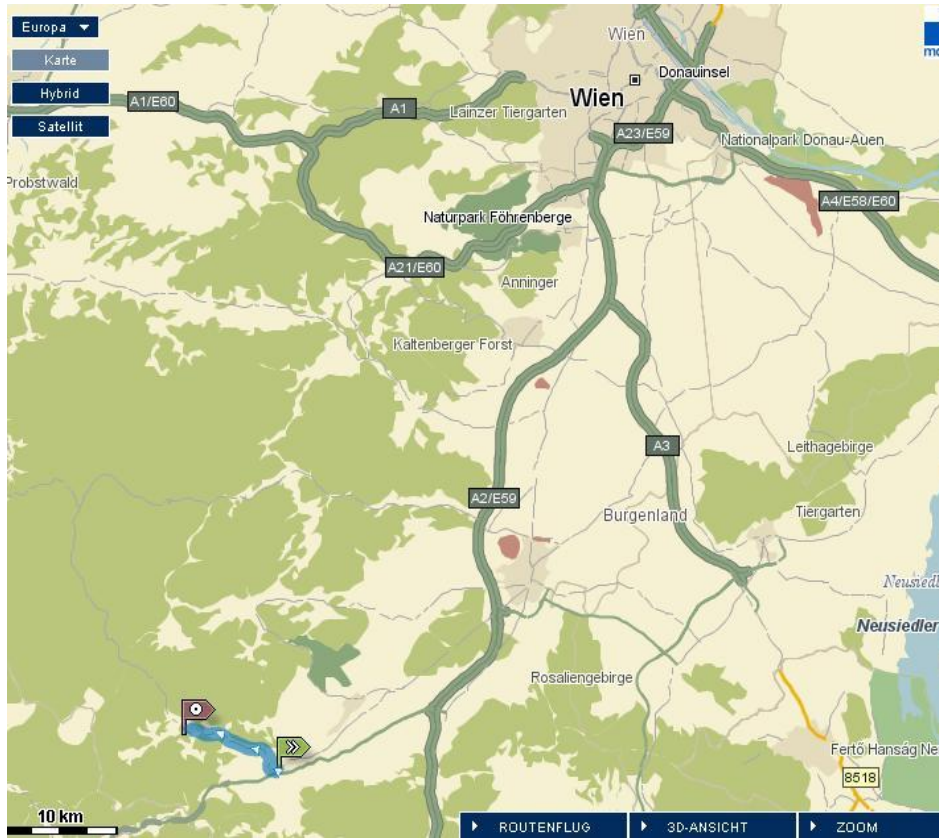 Europa
Karte
Hybrid
Satellit
Wien
Donauinsel
Wien
A1/E60
A1
Lainzer Tiergarten
A23/E59
Nationalpark Donau-Auen
Probstwald
A4/E58/E60
Naturpark Föhrenberge
A21/E60
Anninger
Kaltenberger Forst
A3
Leithagebirge
A2/E59
Burgenland
Tiergarten
Neusiedl
Neusiedler
Rosaliengebirge
Fertő Hanság Ne
8518
10 km
ROUTENFLUG
3D-ANSICHT
ZOOM